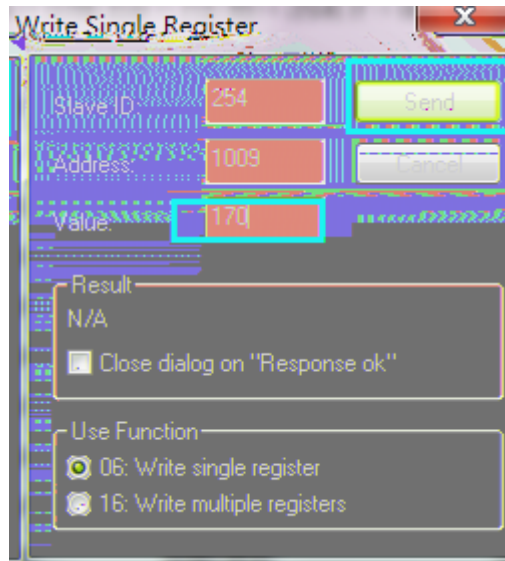 Write Single Register
X
Slave ID: 254 Send
Address: 1009 Cancel
Value: 170
Result
N/A
Close dialog on "Response ok"
Use Function
06: Write single register
16: Write multiple registers